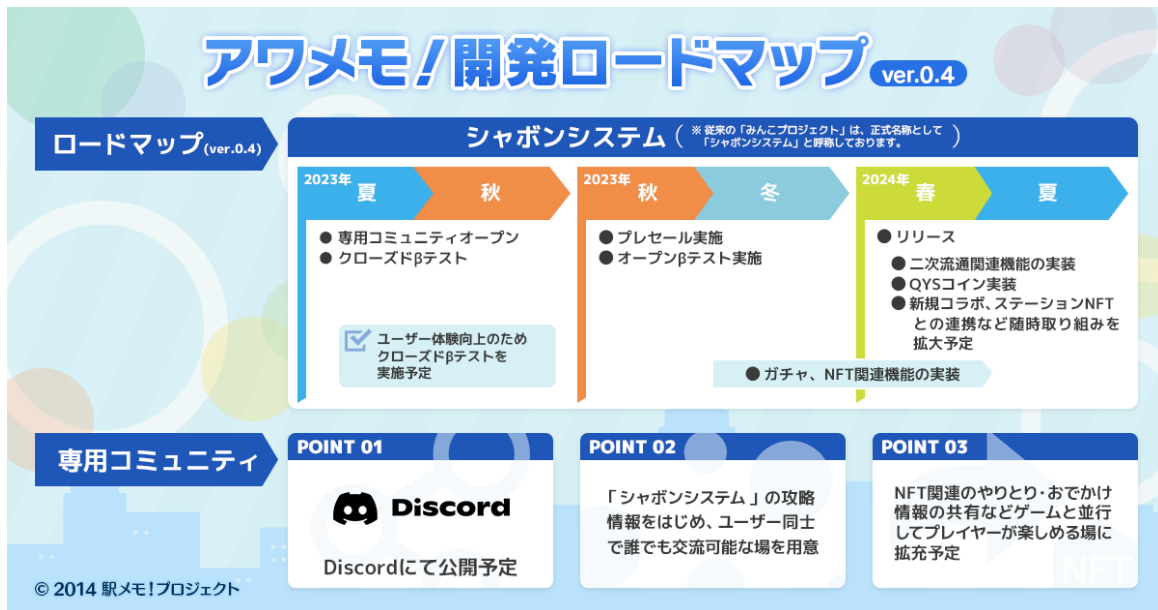 アワメモ!開発ロードマップ ver.0.4
ロードマップ(ver.0.4)
シャボンシステム(※ 従来の「みんこプロジェクト」は、正式名称として
「シャボンシステム」と呼称しております。)
2023年 夏 秋
● 専用コミュニティオープン
● クローズドβテスト
ユーザー体験向上のため
クローズドβテストを
実施予定
2023年 秋 冬
● プレセール実施
● オープンβテスト実施
2024年 春 夏
● リリース
● 二次流通関連機能の実装
● QYSコイン実装
● 新規コラボ、ステーションNFT
との連携など随時取り組みを
拡大予定
● ガチャ、NFT関連機能の実装
専用コミュニティ
POINT 01
Discord
Discordにて公開予定
POINT 02
「シャボンシステム」の攻略
情報をはじめ、ユーザー同士
で誰でも交流可能な場を用意
POINT 03
NFT関連のやりとり・おでかけ
情報の共有などゲームと並行
してプレイヤーが楽しめる場に
拡充予定
NFT
© 2014 駅メモ!プロジェクト